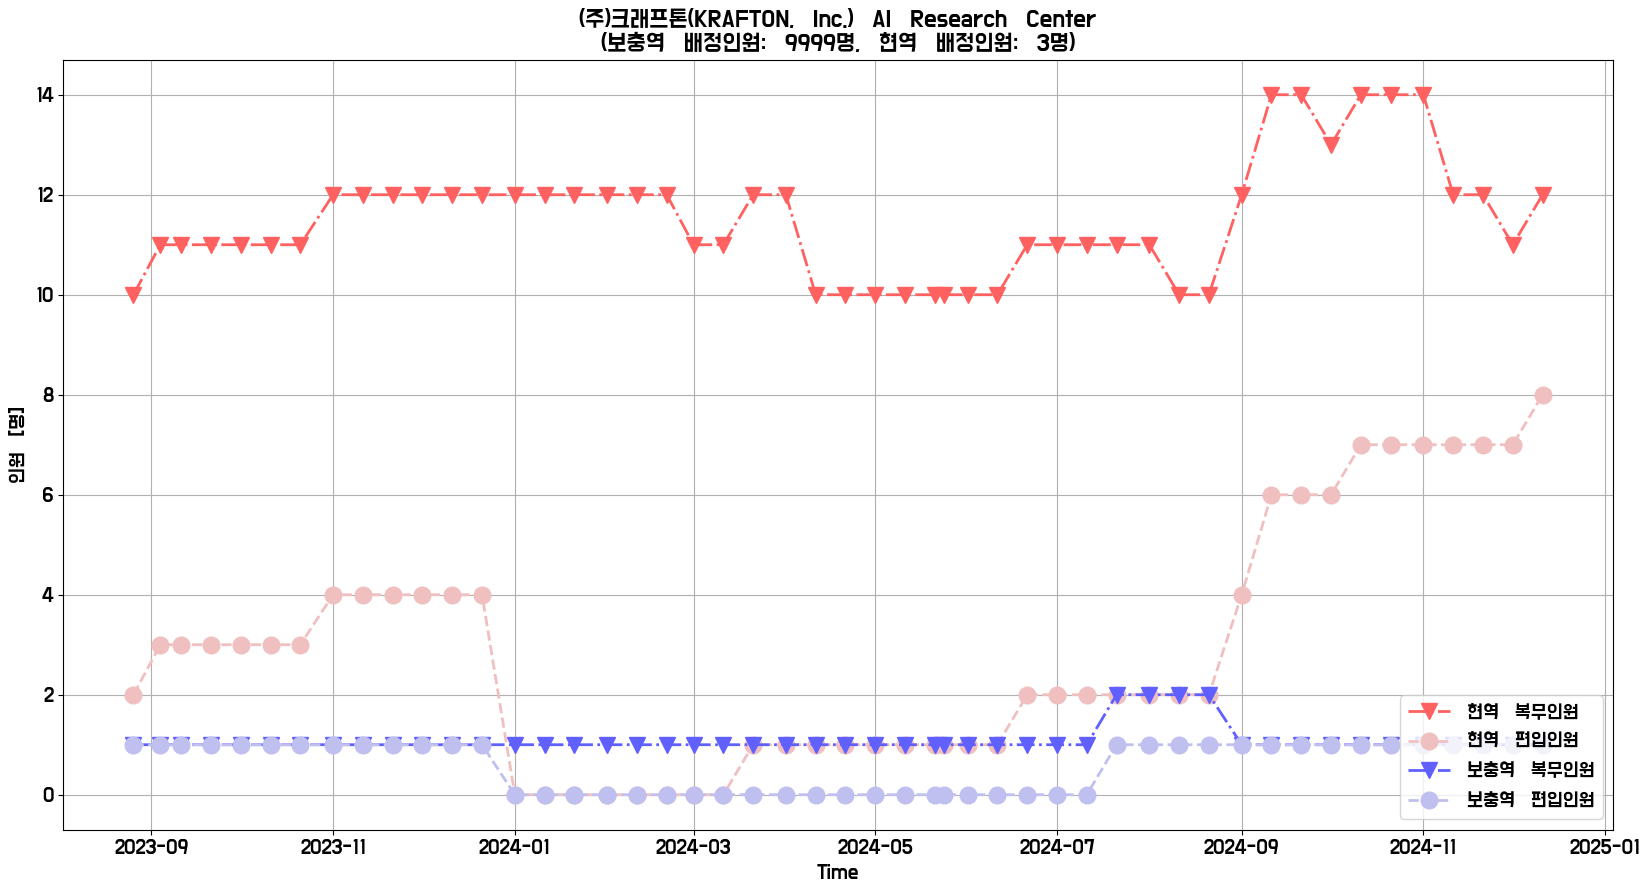 (주)크래프톤(KRAFTON, Inc.) AI Research Center
(보충역 배정인원: 9999명, 현역 배정인원: 3명)
14
12
10
8
6
4
2
0
인원 [명]
현역 복무인원
현역 편입인원
보충역 복무인원
보충역 편입인원
2023-09 2023-11 2024-01 2024-03 2024-05 2024-07 2024-09 2024-11 2025-01
Time